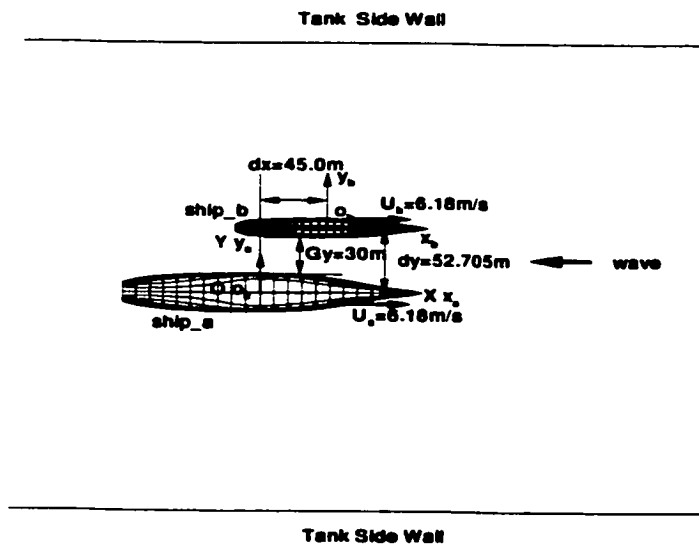 Tank Side Wall
dx=45.0m
y_b
ship_b
o_b
U_b=6.18m/s
x_b
Y y_a
Gy=30m
dy=52.705m
wave
O o_a
X x_a
ship_a
U_a=6.18m/s
Tank Side Wall